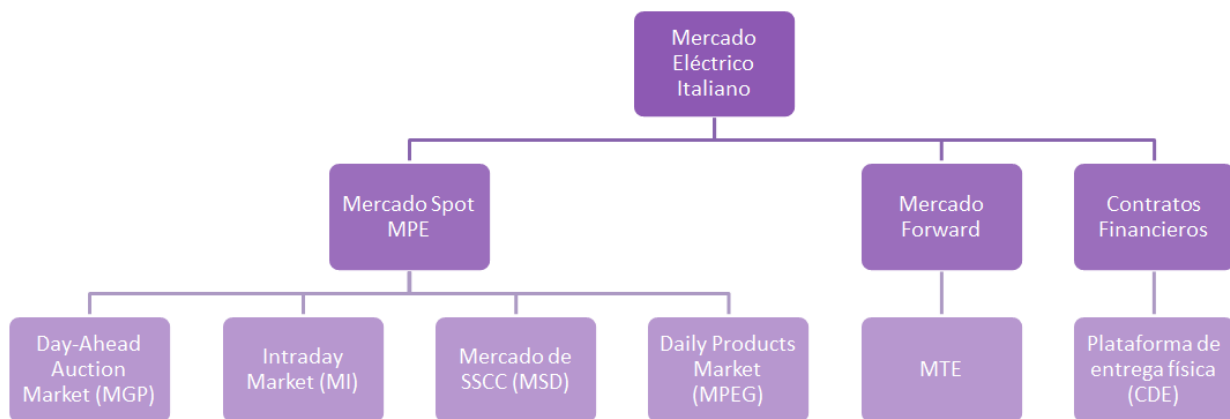 Mercado
Eléctrico
Italiano
Mercado Spot
MPE
Mercado
Forward
Contratos
Financieros
Day-Ahead
Auction
Market (MGP)
Intraday
Market (MI)
Mercado de
SSCC (MSD)
Daily Products
Market
(MPEG)
MTE
Plataforma de
entrega física
(CDE)